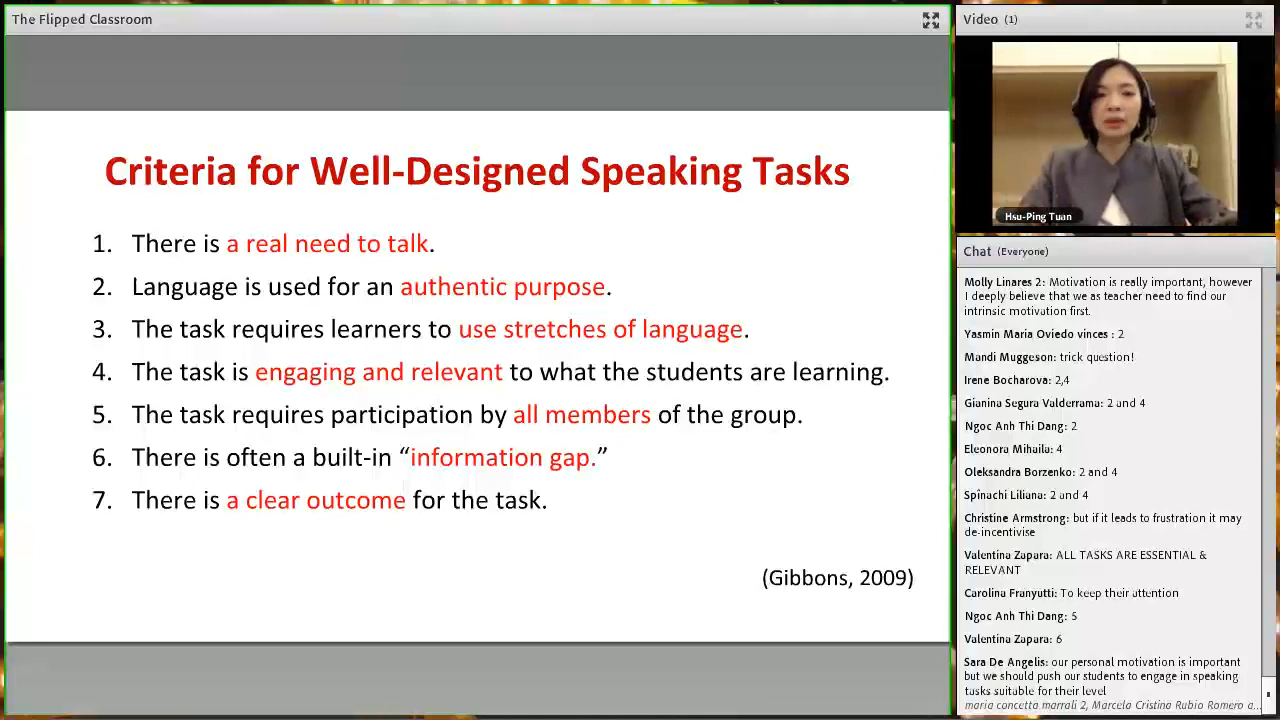 The Flipped Classroom
Criteria for Well-Designed Speaking Tasks
1. There is a real need to talk.
2. Language is used for an authentic purpose.
3. The task requires learners to use stretches of language.
4. The task is engaging and relevant to what the students are learning.
5. The task requires participation by all members of the group.
6. There is often a built-in “information gap.”
7. There is a clear outcome for the task.
(Gibbons, 2009)
Video (1)
Hsu-Ping Tuan
Chat (Everyone)
Molly Linares 2: Motivation is really important, however
I deeply believe that we as teacher need to find our
intrinsic motivation first.
Yasmin María Oviedo vinces : 2
Mandi Muggeson: trick question!
Irene Bocharova: 2,4
Gianina Segura Valderrama: 2 and 4
Ngoc Anh Thi Dang: 2
Eleonora Mihaila: 4
Oleksandra Borzenko: 2 and 4
Spinachi Liliana: 2 and 4
Christine Armstrong: but if it leads to frustration it may
de-incentivise
Valentina Zapara: ALL TASKS ARE ESSENTIAL &
RELEVANT
Carolina Franyutti: To keep their attention
Ngoc Anh Thi Dang: 5
Valentina Zapara: 6
Sara De Angelis: our personal motivation is important
but we should push our students to engage in speaking
tasks suitable for their level
maria concetta marrali 2, Marcela Cristina Rubio Romero a...